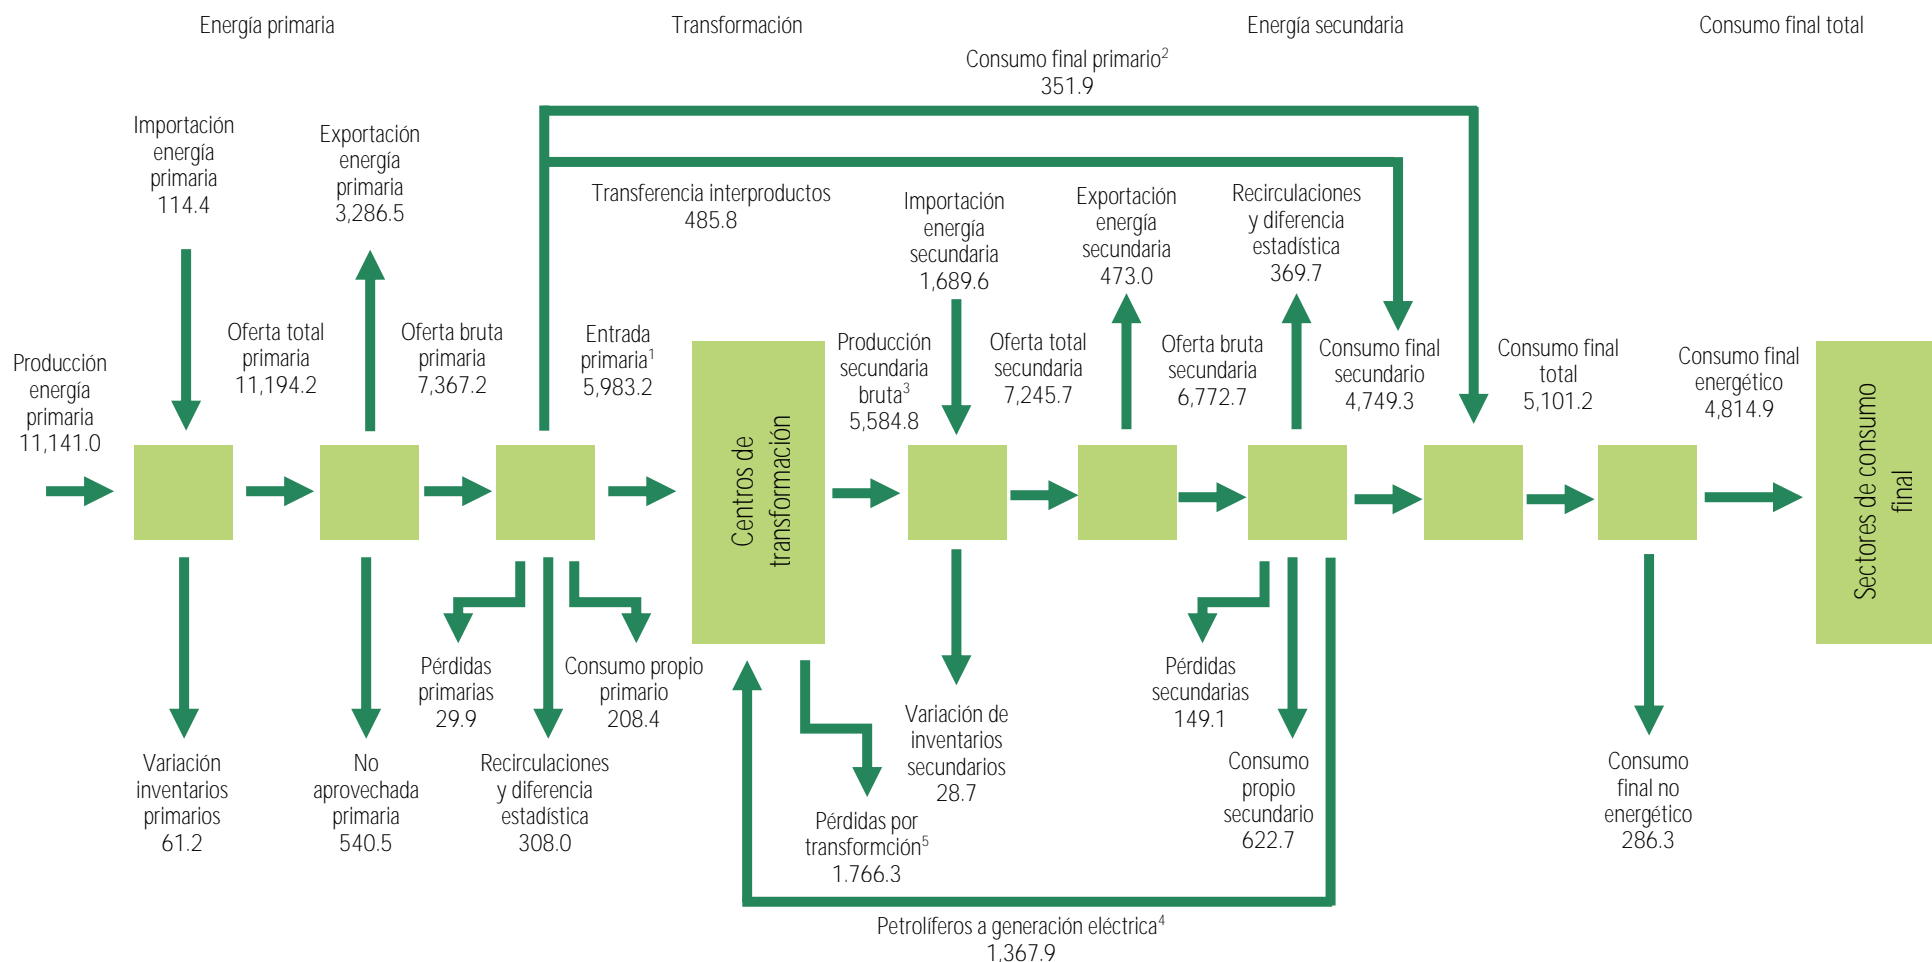 Energía primaria
Transformación
Energía secundaria
Consumo final total
Consumo final primario²
351.9
Importación
energía
primaria
114.4
Exportación
energía
primaria
3,286.5
Transferencia interproductos
485.8
Importación
energía
secundaria
1,689.6
Exportación
energía
secundaria
473.0
Recirculaciones
y diferencia
estadística
369.7
Producción
energía
primaria
11,141.0
Oferta total
primaria
11,194.2
Oferta bruta
primaria
7,367.2
Entrada
primaria¹
5,983.2
Centros de
transformación
Producción
secundaria
bruta³
5,584.8
Oferta total
secundaria
7,245.7
Oferta bruta
secundaria
6,772.7
Consumo final
secundario
4,749.3
Consumo final
total
5,101.2
Consumo final
energético
4,814.9
Sectores de consumo
final
Variación
inventarios
primarios
61.2
No
aprovechada
primaria
540.5
Pérdidas
primarias
29.9
Recirculaciones
y diferencia
estadística
308.0
Consumo propio
primario
208.4
Pérdidas por
transformción⁵
1.766.3
Variación de
inventarios
secundarios
28.7
Pérdidas
secundarias
149.1
Consumo
propio
secundario
622.7
Consumo
final no
energético
286.3
Petrolíferos a generación eléctrica⁴
1,367.9